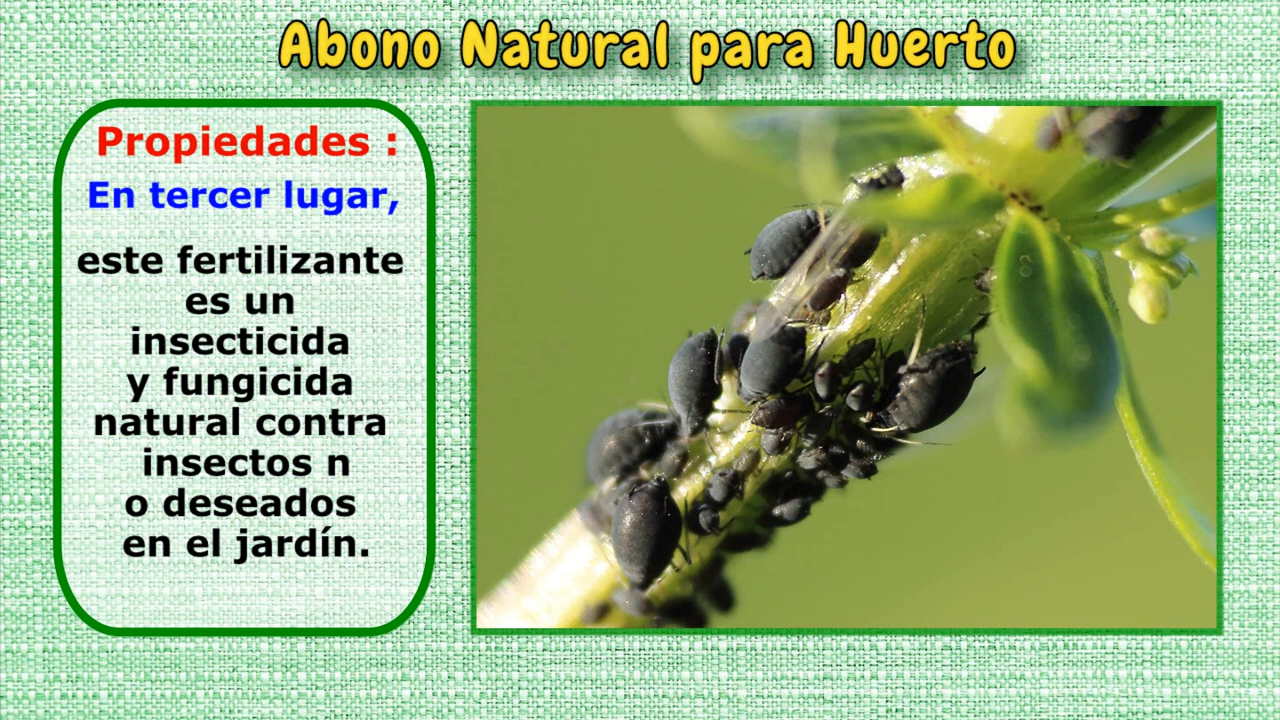 Abono Natural para Huerto
Propiedades :
En tercer lugar,
este fertilizante
es un
insecticida
y fungicida
natural contra
insectos n
o deseados
en el jardín.